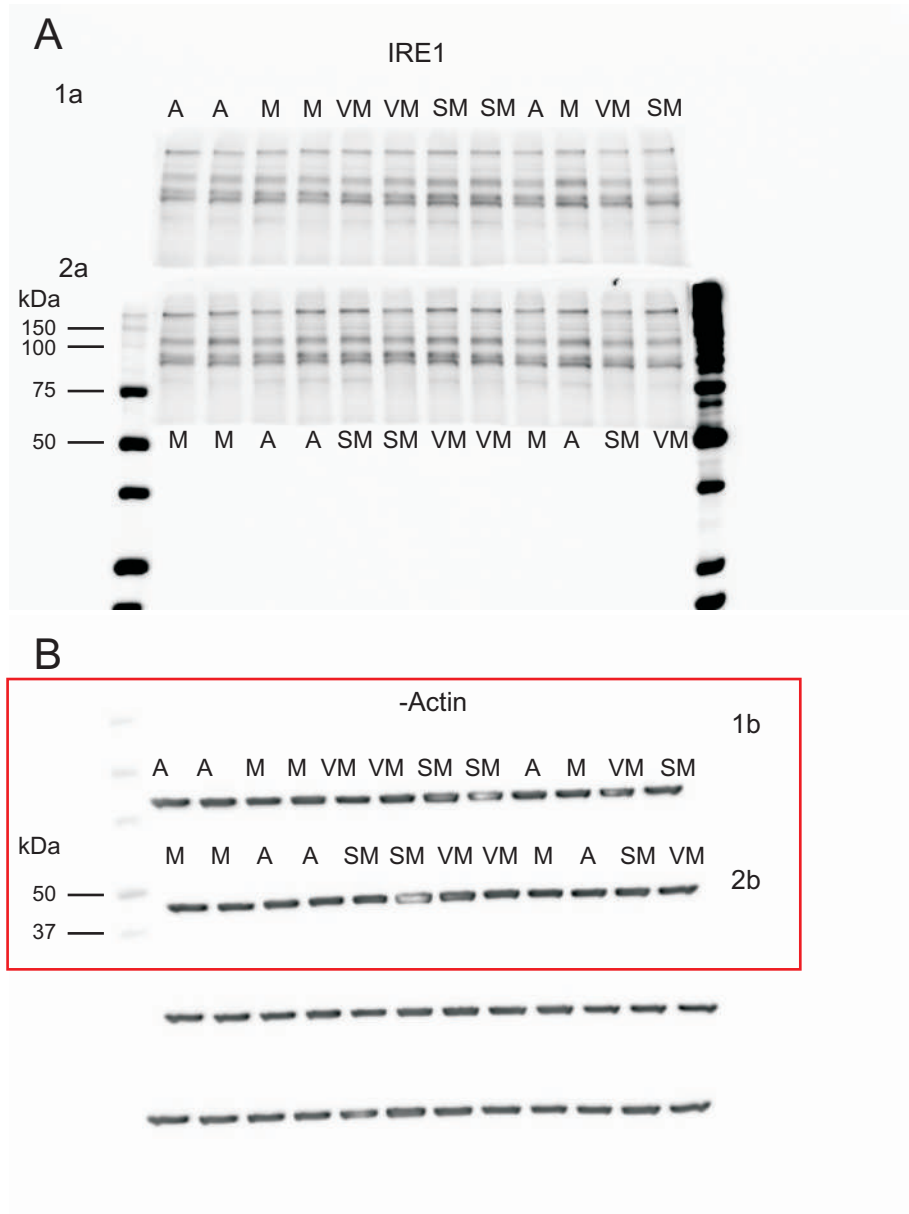 A
IRE1
1a
A A M M VM VM SM SM A M VM SM
2a
kDa
150
100
75
50
M M A A SM SM VM VM M A SM VM
B
-Actin
1b
A A M M VM VM SM SM A M VM SM
kDa
M M A A SM SM VM VM M A SM VM
2b
50
37